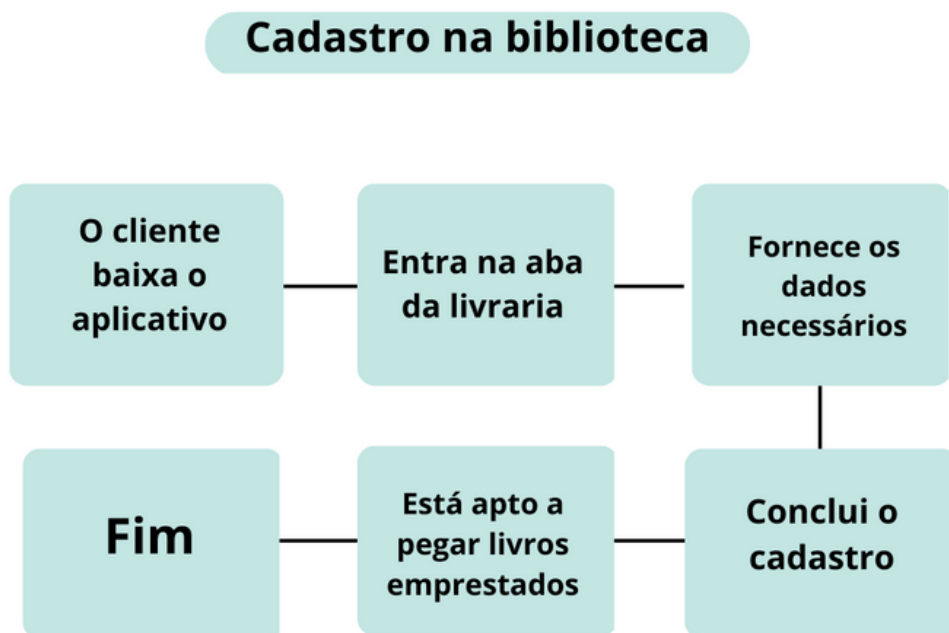 Cadastro na biblioteca
O cliente
baixa o
aplicativo
Entra na aba
da livraria
Fornece os
dados
necessários
Conclui o
cadastro
Está apto a
pegar livros
emprestados
Fim